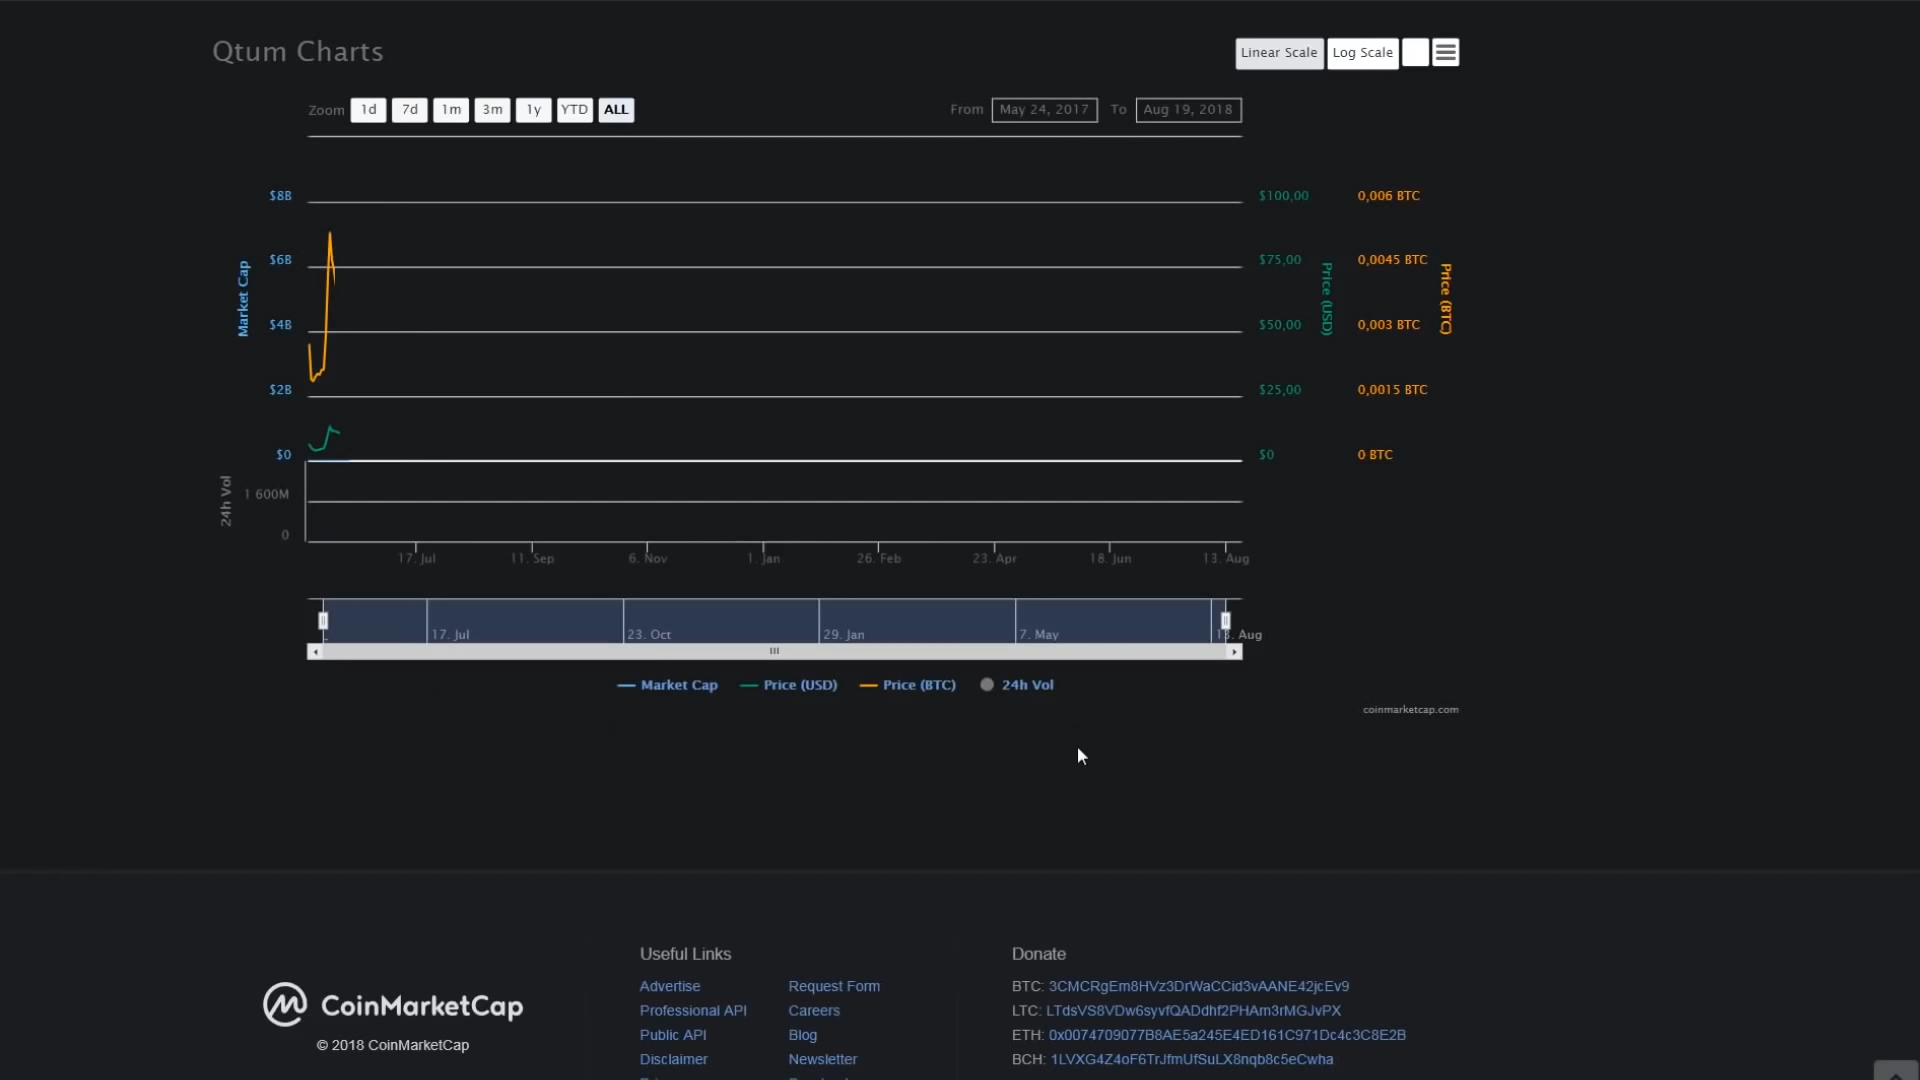 Qtum Charts
Linear Scale Log Scale
Zoom 1d 7d 1m 3m 1y YTD ALL From May 24, 2017 To Aug 19, 2018
$8B $100,00 0,006 BTC
$6B $75,00 0,0045 BTC
Market Cap Price (USD) Price (BTC)
$4B $50,00 0,003 BTC
$2B $25,00 0,0015 BTC
$0 $0 0 BTC
24h Vol
1 600M
0
17. Jul 11. Sep 6. Nov 1. Jan 26. Feb 23. Apr 18. Jun 13. Aug
17. Jul 23. Oct 29. Jan 7. May 13. Aug
Market Cap Price (USD) Price (BTC) 24h Vol
coinmarketcap.com
CoinMarketCap
© 2018 CoinMarketCap
Useful Links
Advertise Request Form
Professional API Careers
Public API Blog
Disclaimer Newsletter
Donate
BTC: 3CMCRgEm8HVz3DrWaCCid3vAANE42jcEv9
LTC: LTdsVS8VDw6syvfQADdhf2PHAm3rMGJvPX
ETH: 0x0074709077B8AE5a245E4ED161C971Dc4c3C8E2B
BCH: 1LVXG4Z4oF6TrJfmUfSuLX8nqb8c5eCwha